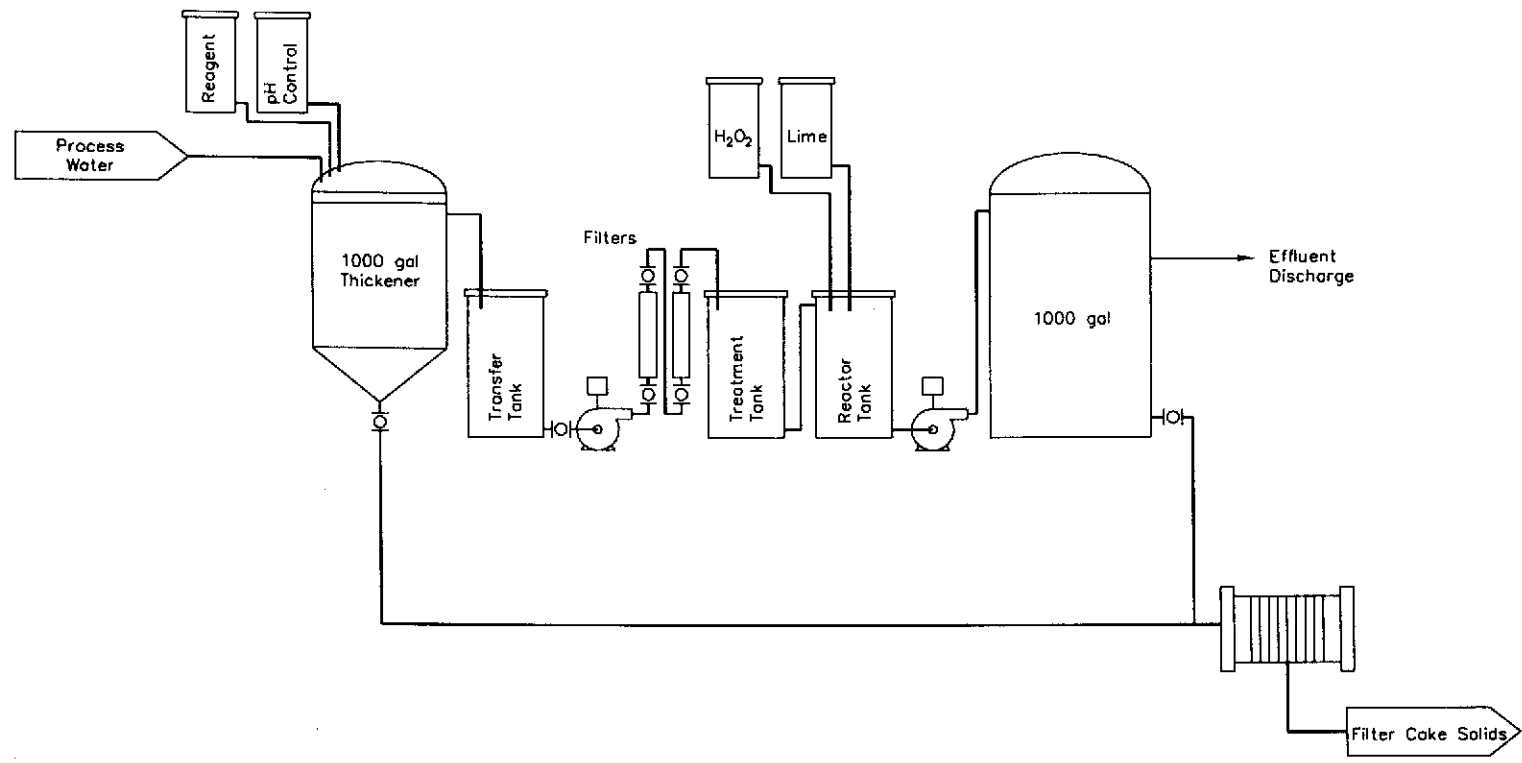 Reagent
pH
Control
Process
Water
1000 gal
Thickener
Transfer
Tank
Filters
Treatment
Tank
H₂O₂
Lime
Reactor
Tank
1000 gal
Effluent
Discharge
Filter Cake Solids